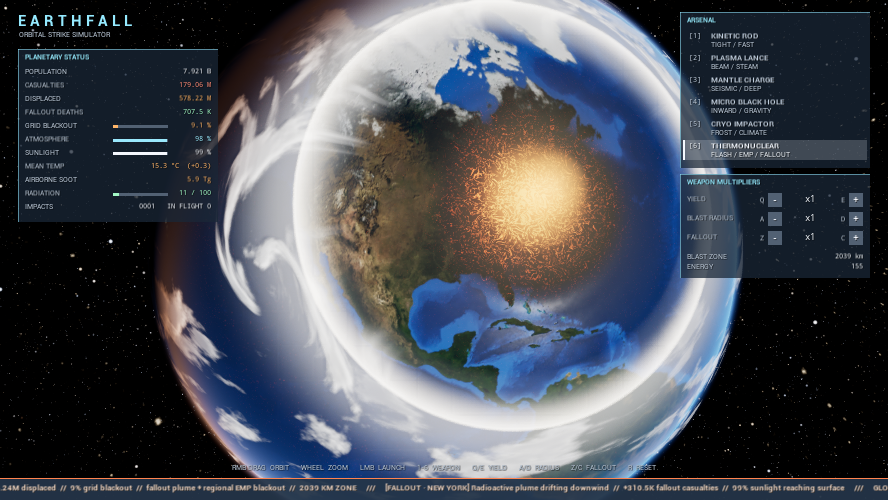 EARTHFALL
ORBITAL STRIKE SIMULATOR
PLANETARY STATUS
POPULATION 7.921 B
CASUALTIES 179.06 M
DISPLACED 578.22 M
FALLOUT DEATHS 707.5 K
GRID BLACKOUT 9.1 %
ATMOSPHERE 98 %
SUNLIGHT 99 %
MEAN TEMP 15.3 °C (+0.3)
AIRBORNE SOOT 5.9 Tg
RADIATION 11 / 100
IMPACTS 0001 IN FLIGHT 0
ARSENAL
[1] KINETIC ROD
TIGHT / FAST
[2] PLASMA LANCE
BEAM / STEAM
[3] MANTLE CHARGE
SEISMIC / DEEP
[4] MICRO BLACK HOLE
INWARD / GRAVITY
[5] CRYO IMPACTOR
FROST / CLIMATE
[6] THERMONUCLEAR
FLASH / EMP / FALLOUT
WEAPON MULTIPLIERS
YIELD Q - x1 E +
BLAST RADIUS A - x1 D +
FALLOUT Z - x1 C +
BLAST ZONE 2039 km
ENERGY 155
RMB DRAG ORBIT WHEEL ZOOM LMB LAUNCH 1-6 WEAPON Q/E YIELD A/D RADIUS Z/C FALLOUT R RESET
.24M displaced // 9% grid blackout // fallout plume + regional EMP blackout // 2039 KM ZONE /// [FALLOUT · NEW YORK] Radioactive plume drifting downwind // +310.5K fallout casualties // 99% sunlight reaching surface /// GLO